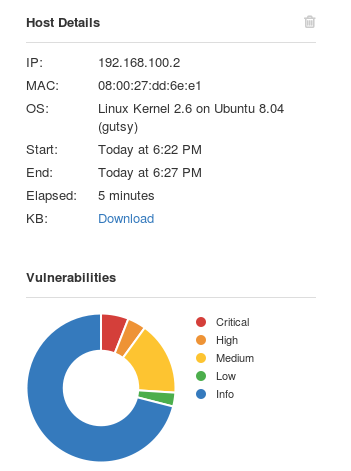 Host Details
IP: 192.168.100.2
MAC: 08:00:27:dd:6e:e1
OS: Linux Kernel 2.6 on Ubuntu 8.04
(gutsy)
Start: Today at 6:22 PM
End: Today at 6:27 PM
Elapsed: 5 minutes
KB: Download
Vulnerabilities
Critical
High
Medium
Low
Info